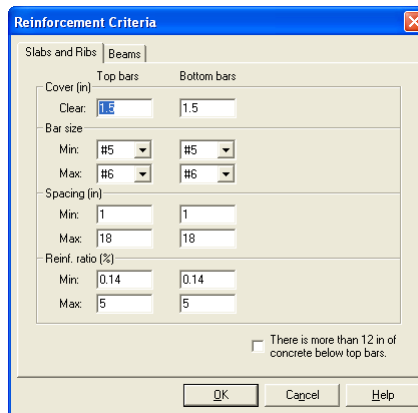 Reinforcement Criteria
Slabs and Ribs Beams
Top bars Bottom bars
Cover (in)
Clear: 1.5 1.5
Bar size
Min: #5 #5
Max: #6 #6
Spacing (in)
Min: 1 1
Max: 18 18
Reinf. ratio (%)
Min: 0.14 0.14
Max: 5 5
There is more than 12 in of
concrete below top bars.
OK Cancel Help